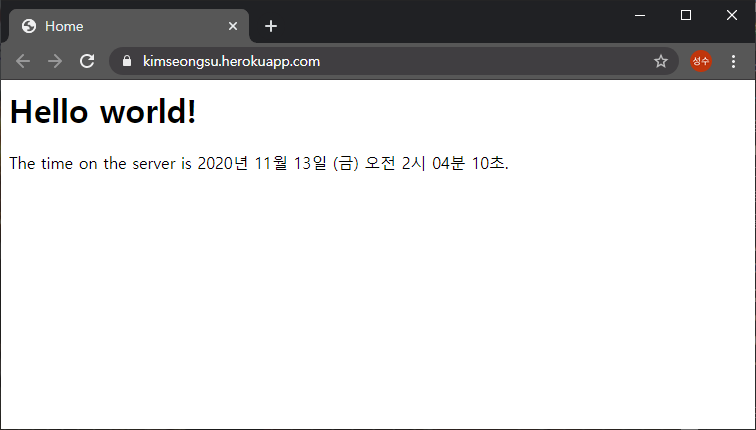 Home
kimseongsu.herokuapp.com
성수
Hello world!
The time on the server is 2020년 11월 13일 (금) 오전 2시 04분 10초.